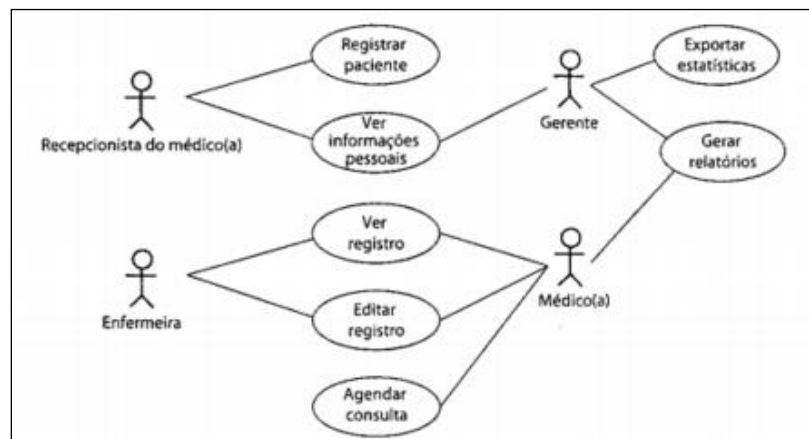 Registrar
paciente
Exportar
estatísticas
Recepcionista do médico(a)
Ver
informações
pessoais
Gerente
Gerar
relatórios
Ver
registro
Enfermeira
Editar
registro
Médico(a)
Agendar
consulta